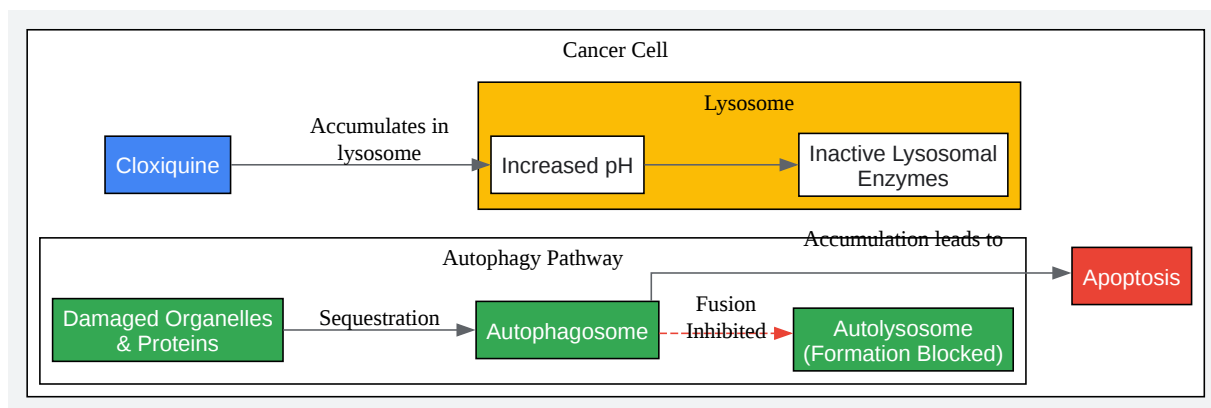 Cancer Cell
Lysosome
Cloxiquine
Accumulates in
lysosome
Increased pH
Inactive Lysosomal
Enzymes
Autophagy Pathway
Accumulation leads to
Apoptosis
Damaged Organelles
& Proteins
Sequestration
Autophagosome
Fusion
Inhibited
Autolysosome
(Formation Blocked)